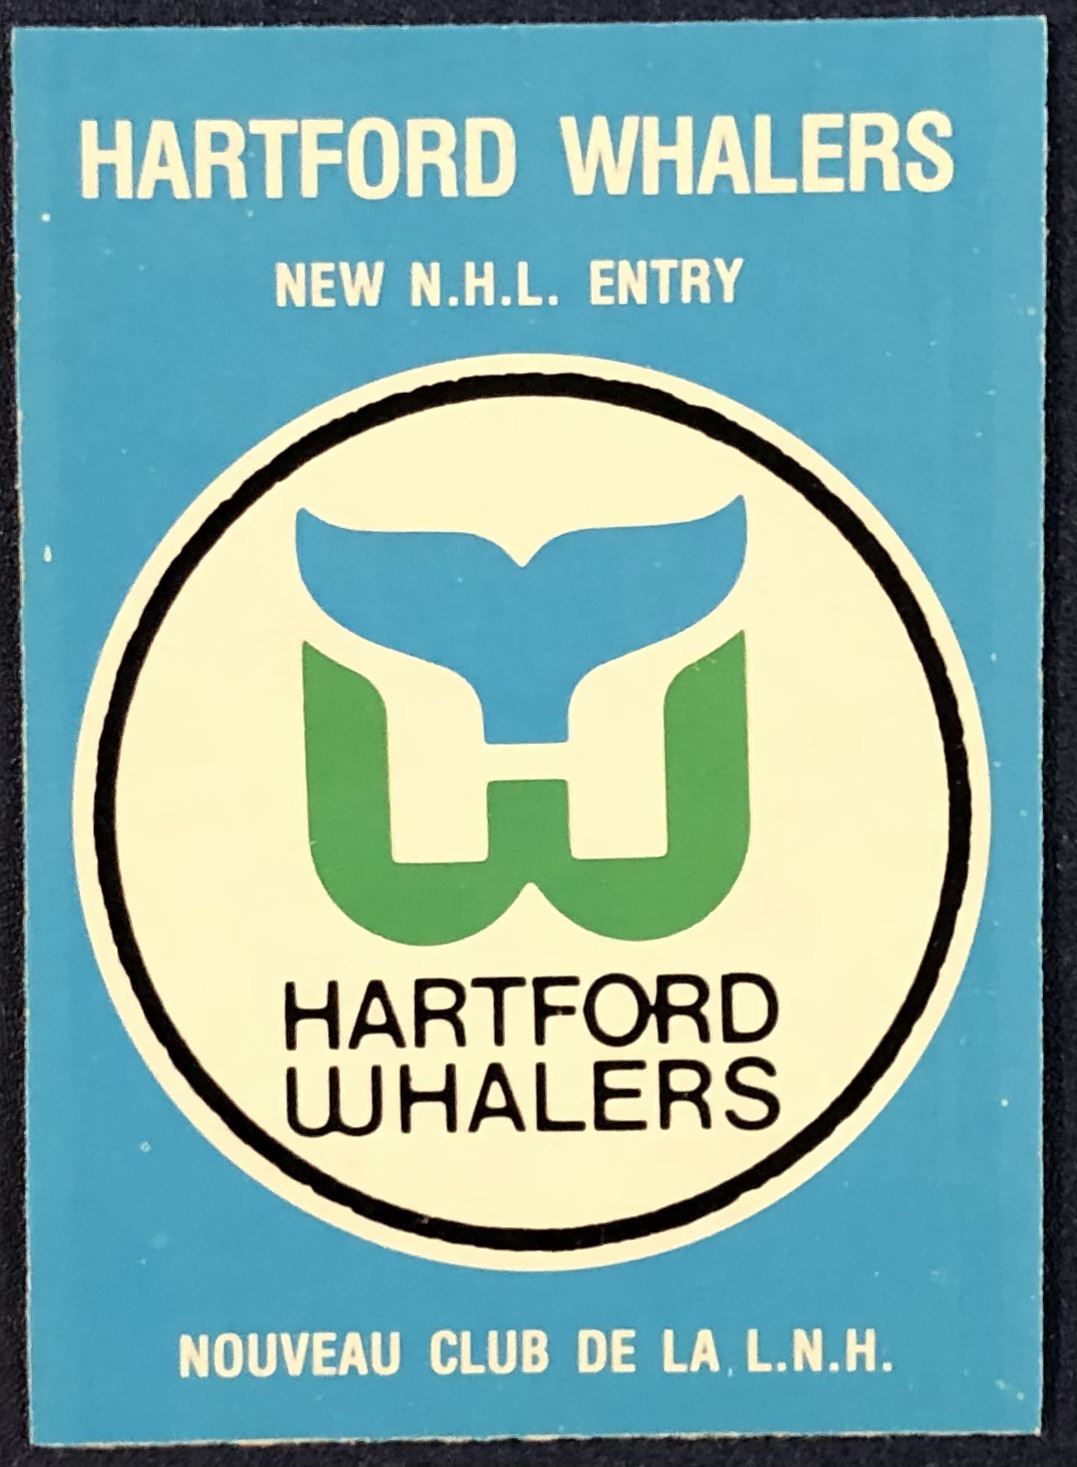 HARTFORD WHALERS
NEW N.H.L. ENTRY
HARTFORD
WHALERS
NOUVEAU CLUB DE LA L.N.H.